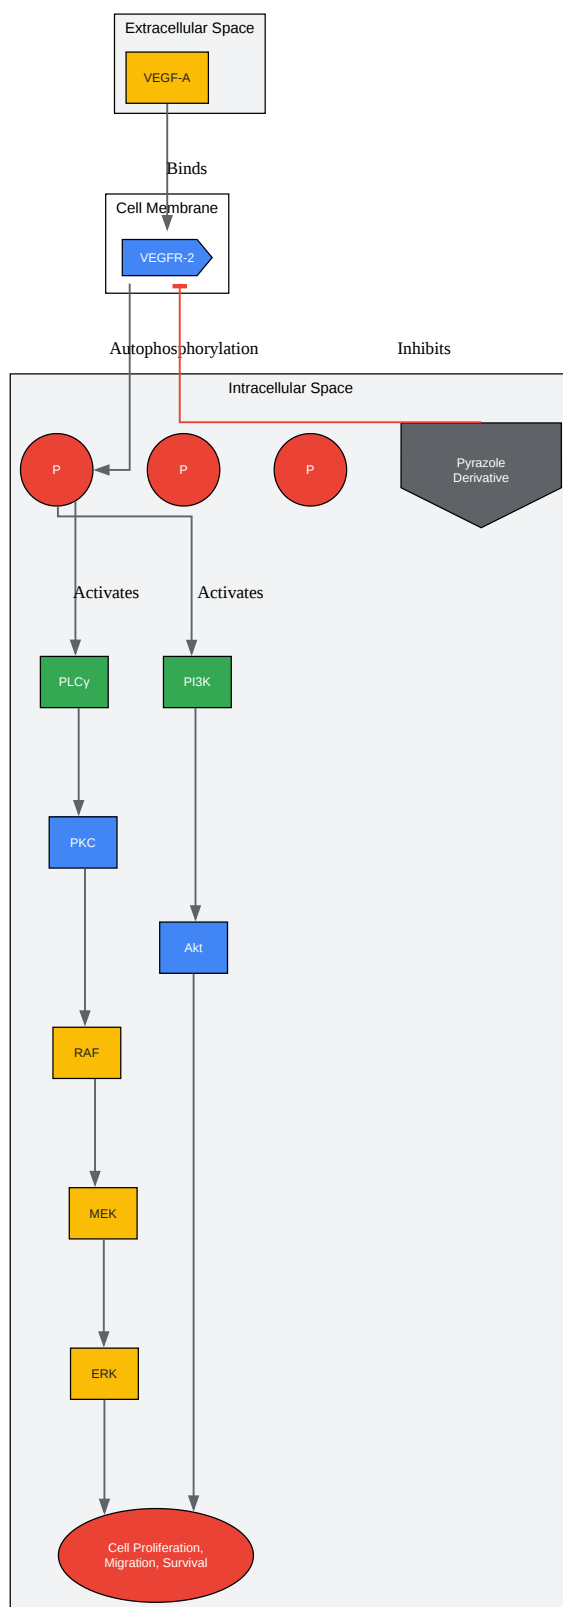 Extracellular Space
VEGF-A
Binds
Cell Membrane
VEGFR-2
Autophosphorylation
Inhibits
Intracellular Space
P
P
P
Pyrazole
Derivative
Activates
Activates
PLCγ
PI3K
PKC
Akt
RAF
MEK
ERK
Cell Proliferation,
Migration, Survival